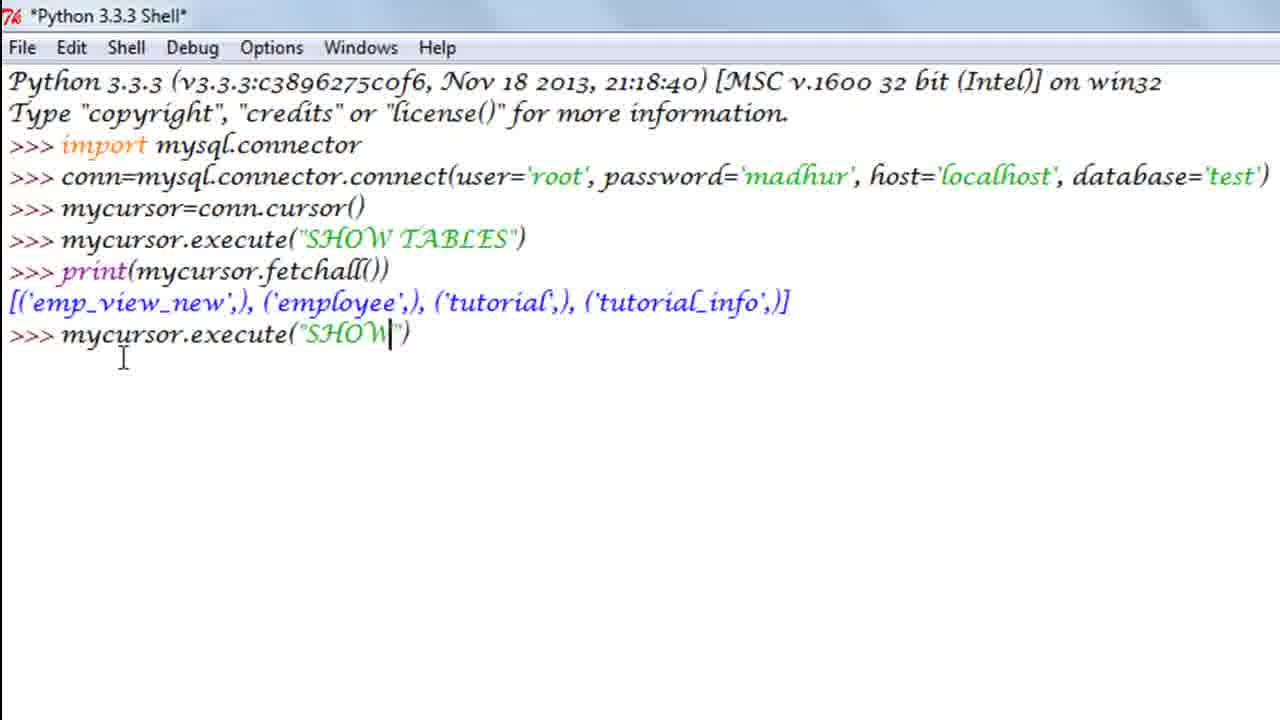 *Python 3.3.3 Shell*
File Edit Shell Debug Options Windows Help
Python 3.3.3 (v3.3.3:c3896275c0f6, Nov 18 2013, 21:18:40) [MSC v.1600 32 bit (Intel)] on win32
Type "copyright", "credits" or "license()" for more information.
>>> import mysql.connector
>>> conn=mysql.connector.connect(user='root', password='madhur', host='localhost', database='test')
>>> mycursor=conn.cursor()
>>> mycursor.execute("SHOW TABLES")
>>> print(mycursor.fetchall())
[('emp_view_new',), ('employee',), ('tutorial',), ('tutorial_info',)]
>>> mycursor.execute("SHOW")